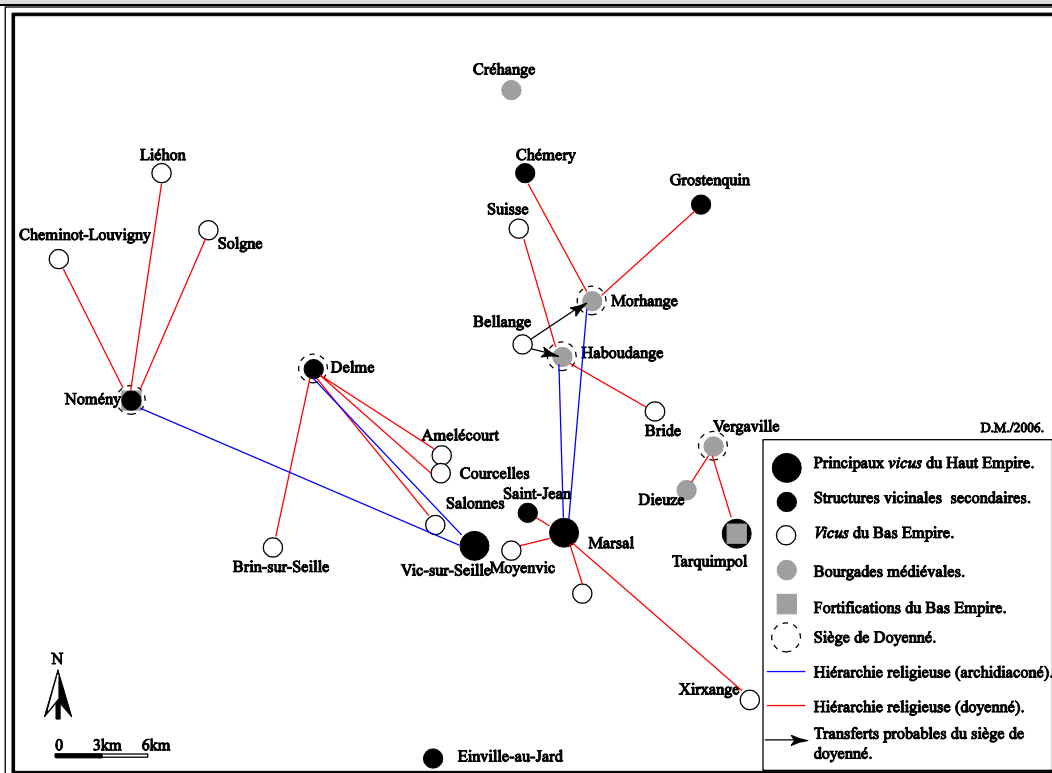 Créhange
Liéhon
Chémery
Grostenquin
Suisse
Cheminot-Louvigny
Solgne
Morhange
Bellange
Haboudange
Delme
Nomény
Bride
Vergaville
D.M./2006.
Amelécourt
Courcelles
Salonnes
Saint-Jean
Dieuze
Marsal
Tarquimpol
Brin-sur-Seille
Vic-sur-Seille
Moyenvic
Xirxange
Einville-au-Jard
N
0 3km 6km
Principaux vicus du Haut Empire.
Structures vicinales secondaires.
Vicus du Bas Empire.
Bourgades médiévales.
Fortifications du Bas Empire.
Siège de Doyenné.
Hiérarchie religieuse (archidiaconé).
Hiérarchie religieuse (doyenné).
Transferts probables du siège de
doyenné.